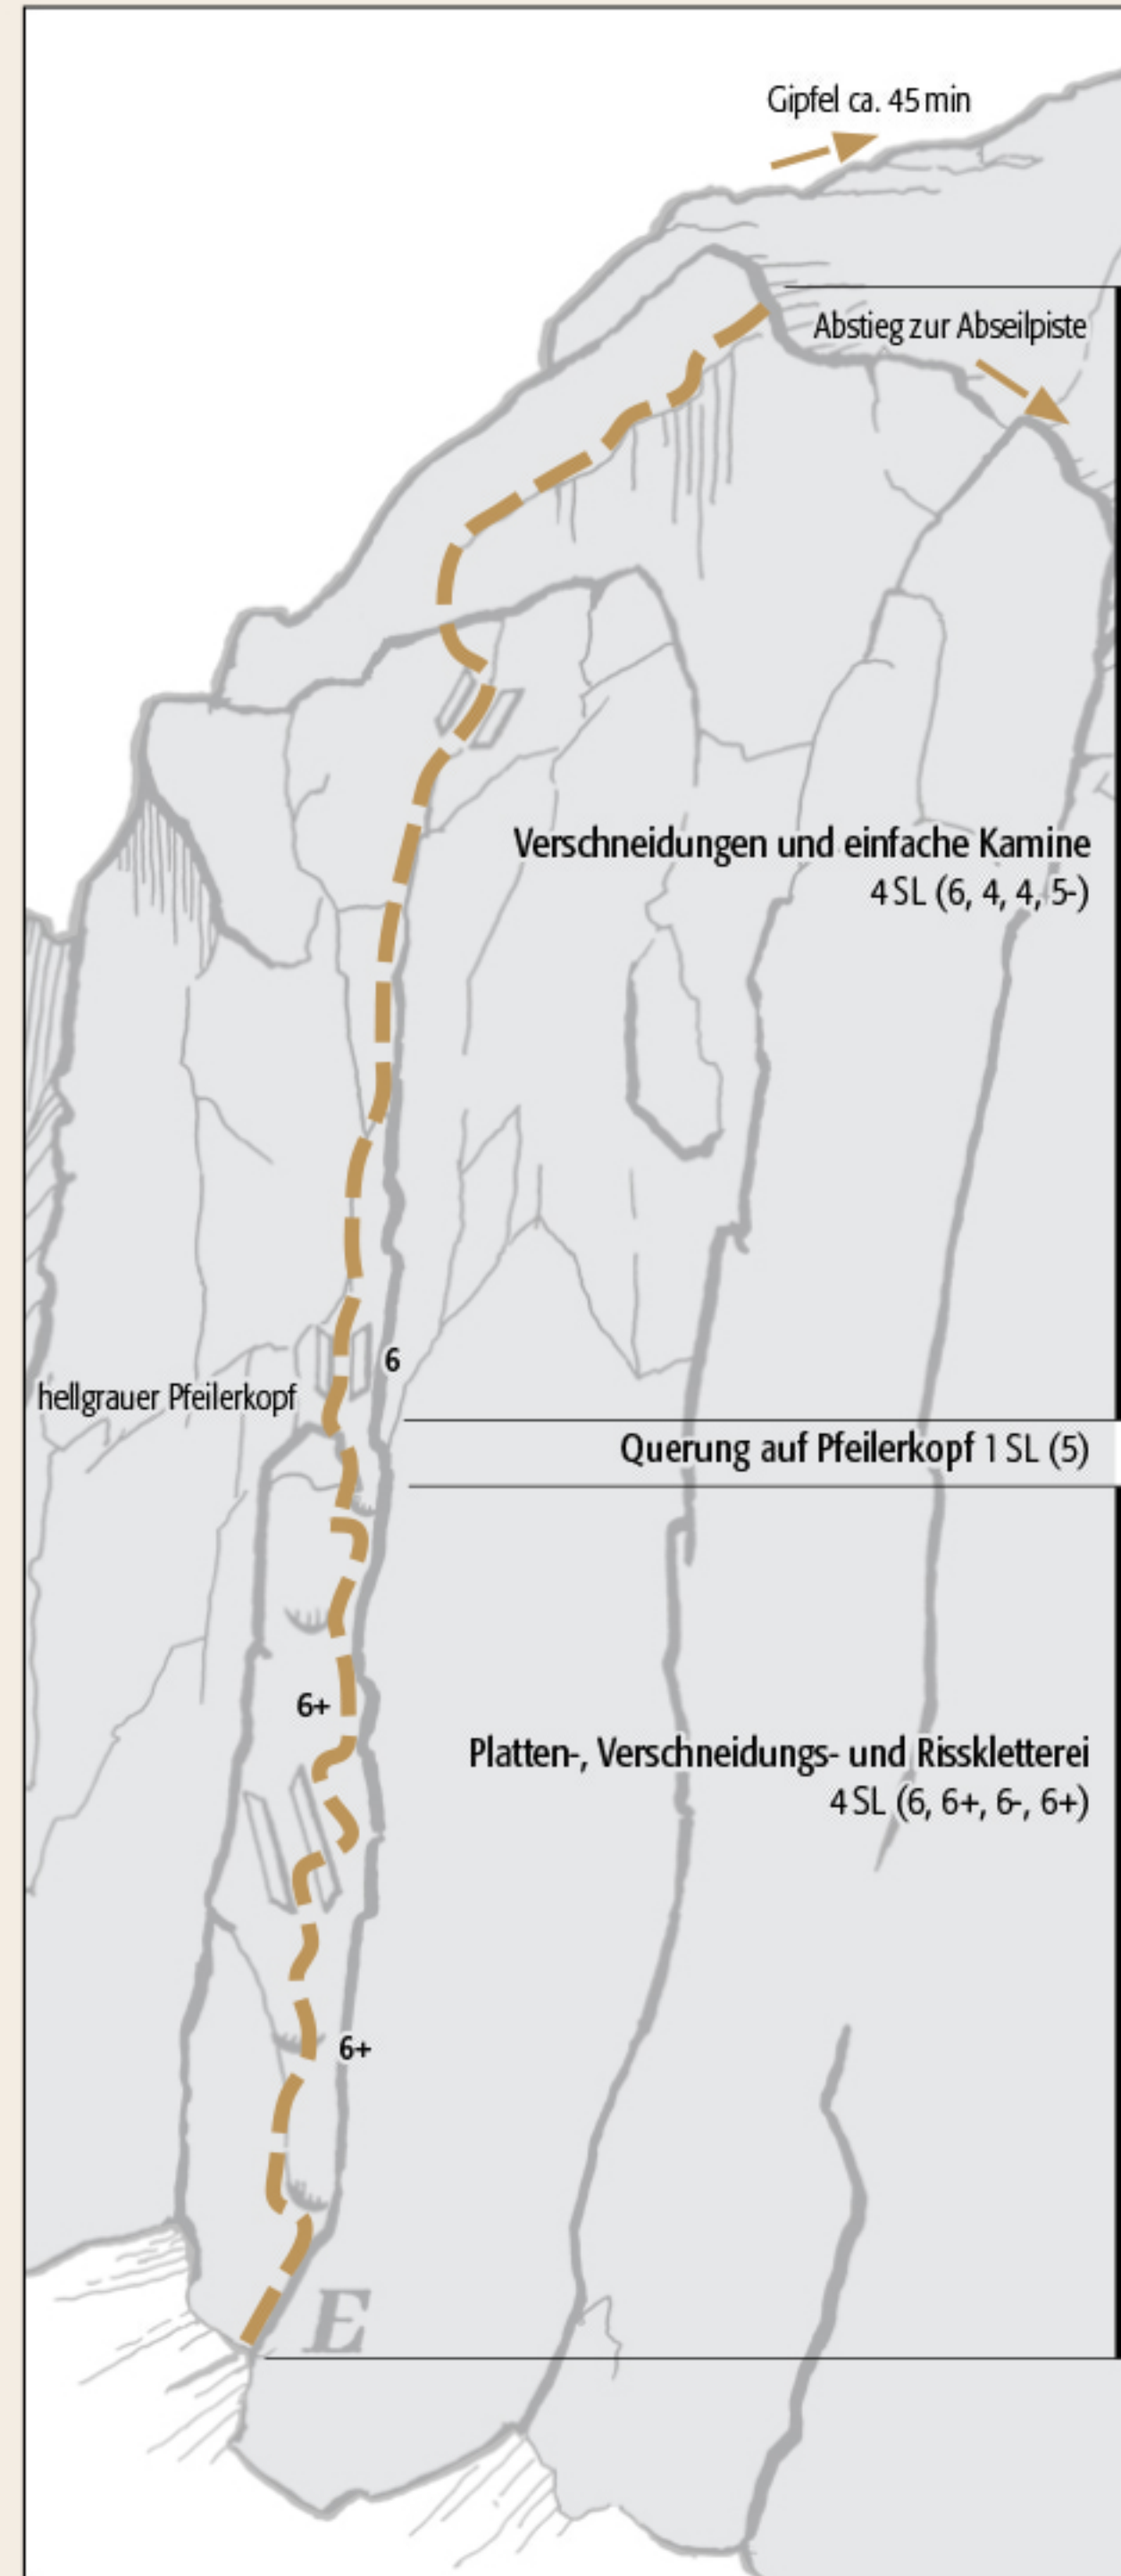 Gipfel ca. 45 min
Abstieg zur Abseilpiste
Verschneidungen und einfache Kamine
4 SL (6, 4, 4, 5-)
6
hellgrauer Pfeilerkopf
Querung auf Pfeilerkopf 1 SL (5)
6+
Platten-, Verschneidungs- und Risskletterei
4 SL (6, 6+, 6-, 6+)
6+
E